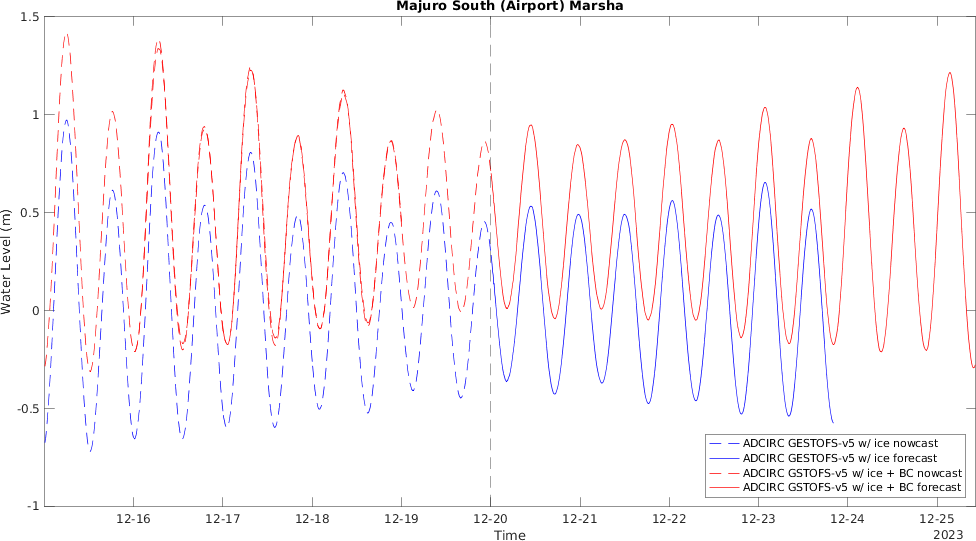 Majuro South (Airport) Marsha
1.5
1
0.5
0
-0.5
-1
Water Level (m)
12-16
12-17
12-18
12-19
12-20
12-21
12-22
12-23
12-24
12-25
Time
2023
ADCIRC GESTOFS-v5 w/ ice nowcast
ADCIRC GESTOFS-v5 w/ ice forecast
ADCIRC GSTOFS-v5 w/ ice + BC nowcast
ADCIRC GSTOFS-v5 w/ ice + BC forecast